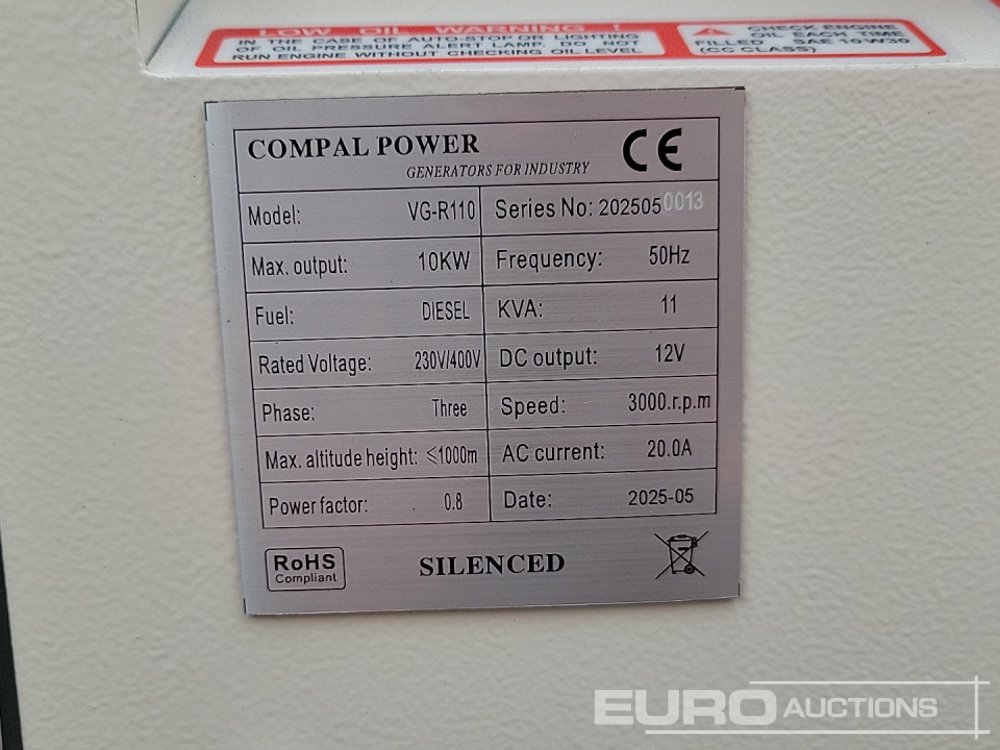 LOW OIL WARNING !
IN THE CASE OF AUTO-STOP OR LIGHTING
OF OIL PRESSURE ALERT LAMP, DO NOT
RUN ENGINE WITHOUT CHECKING OIL LEVEL
CHECK ENGINE
OIL EACH TIME
FILLED SAE 10W30
(CC CLASS)
COMPAL POWER CE
GENERATORS FOR INDUSTRY
Model: VG-R110 Series No: 2025050013
Max. output: 10KW Frequency: 50Hz
Fuel: DIESEL KVA: 11
Rated Voltage: 230V/400V DC output: 12V
Phase: Three Speed: 3000.r.p.m
Max. altitude height: ≤1000m AC current: 20.0A
Power factor: 0.8 Date: 2025-05
RoHS
Compliant
SILENCED
EURO AUCTIONS